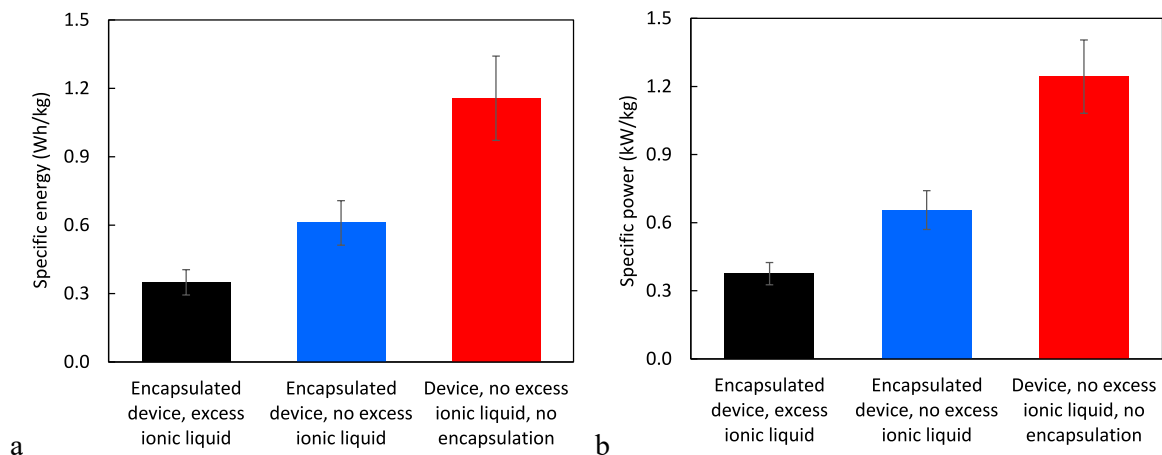 Specific energy (Wh/kg)
1.5
1.2
0.9
0.6
0.3
0.0
Encapsulated
device, excess
ionic liquid
Encapsulated
device, no excess
ionic liquid
Device, no excess
ionic liquid, no
encapsulation
a
Specific power (kW/kg)
1.5
1.2
0.9
0.6
0.3
0.0
Encapsulated
device, excess
ionic liquid
Encapsulated
device, no excess
ionic liquid
Device, no excess
ionic liquid, no
encapsulation
b